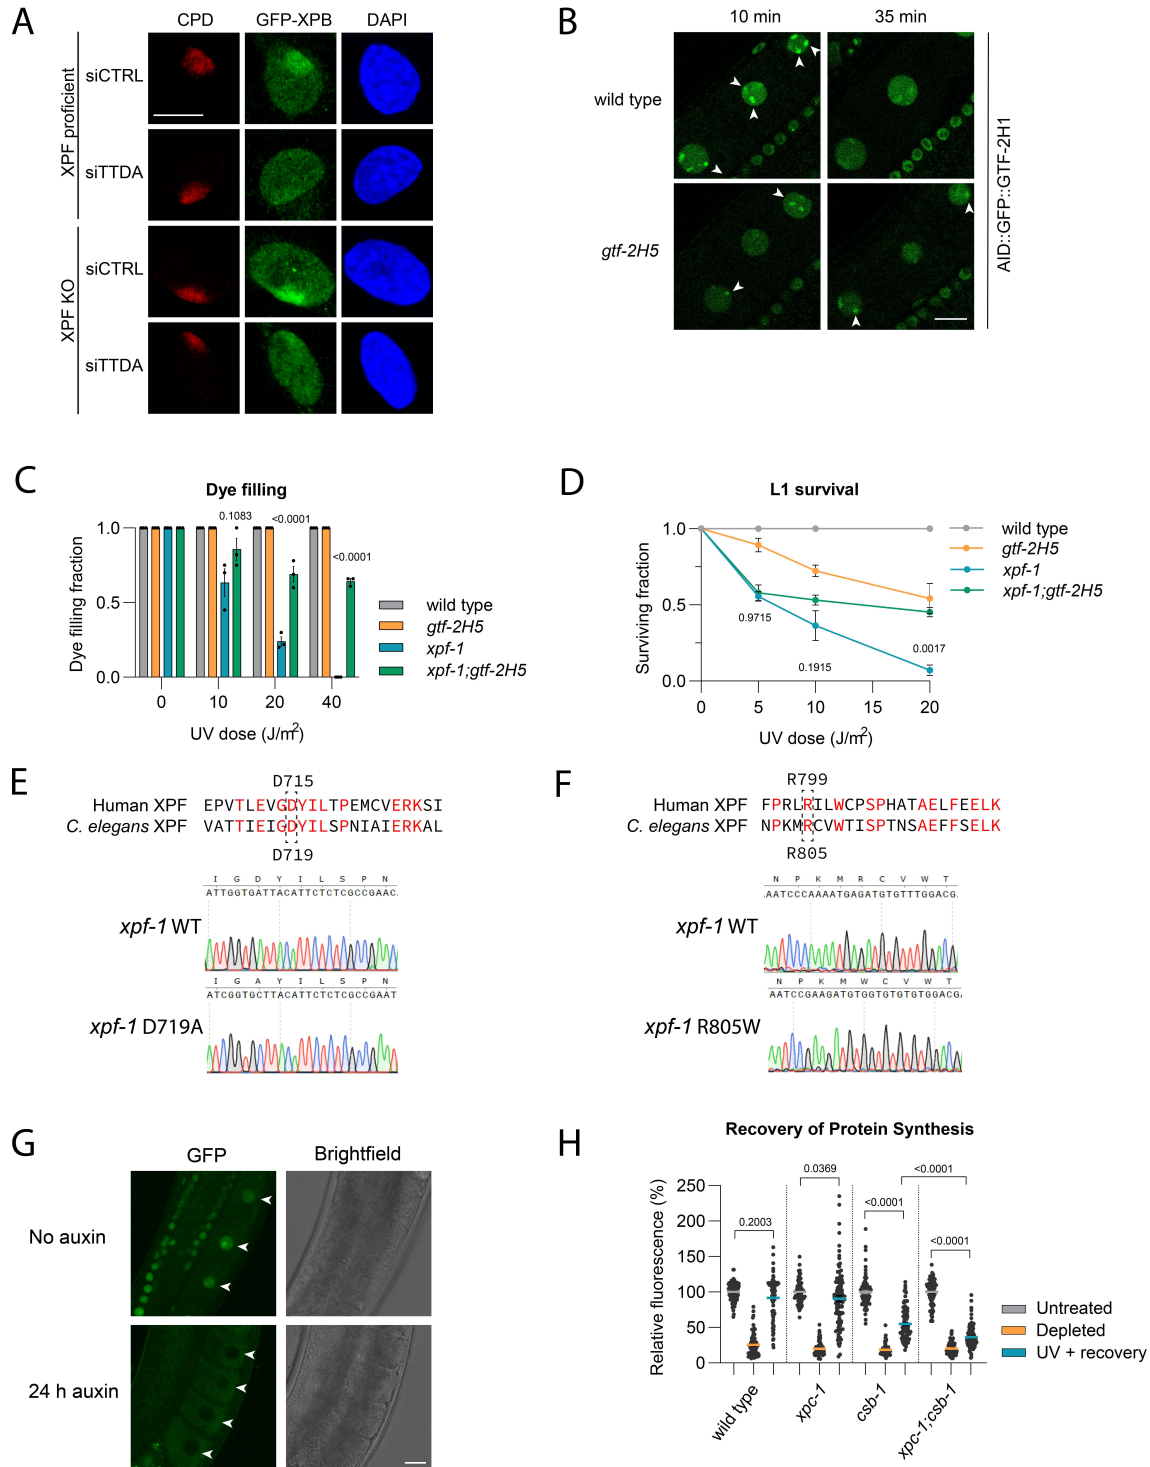 A
CPD
GFP-XPB
DAPI
XPF proficient
siCTRL
siTTDA
XPF KO
siCTRL
siTTDA
B
10 min
35 min
wild type
gtf-2H5
AID::GFP::GTF-2H1
C
Dye filling
Dye filling fraction
1.0
0.5
0.0
0.1083
<0.0001
<0.0001
0
10
20
40
UV dose (J/m2)
wild type
gtf-2H5
xpf-1
xpf-1;gtf-2H5
D
L1 survival
Surviving fraction
1.0
0.5
0.0
0.9715
0.1915
0.0017
0
5
10
15
20
UV dose (J/m2)
wild type
gtf-2H5
xpf-1
xpf-1;gtf-2H5
E
D715
Human XPF EPVTLEVGDYILTPEMCVERKSI
C. elegans XPF VATTIEIGDYILSPNIAIERKAL
D719
I G D Y I L S P N
ATTGGTGATTACATTCTCTCGCCGAAC
xpf-1 WT
I G A Y I L S P N
ATCGGTGCTTACATTCTCTCGCCGAAT
xpf-1 D719A
F
R799
Human XPF FPRLRILWCPSPHATAELFEELK
C. elegans XPF NPKMRCVWTISPTNSAEFFSELK
R805
N P K M R C V W T
AATCCCAAAATGAGATGTGTTTGGACG
xpf-1 WT
N P K M W C V W T
AATCCGAAGATGTGGTGTGTGTGGACG
xpf-1 R805W
G
GFP
Brightfield
No auxin
24 h auxin
H
Recovery of Protein Synthesis
Relative fluorescence (%)
250
200
150
100
50
0
0.2003
0.0369
<0.0001
<0.0001
<0.0001
wild type
xpc-1
csb-1
xpc-1;csb-1
Untreated
Depleted
UV + recovery